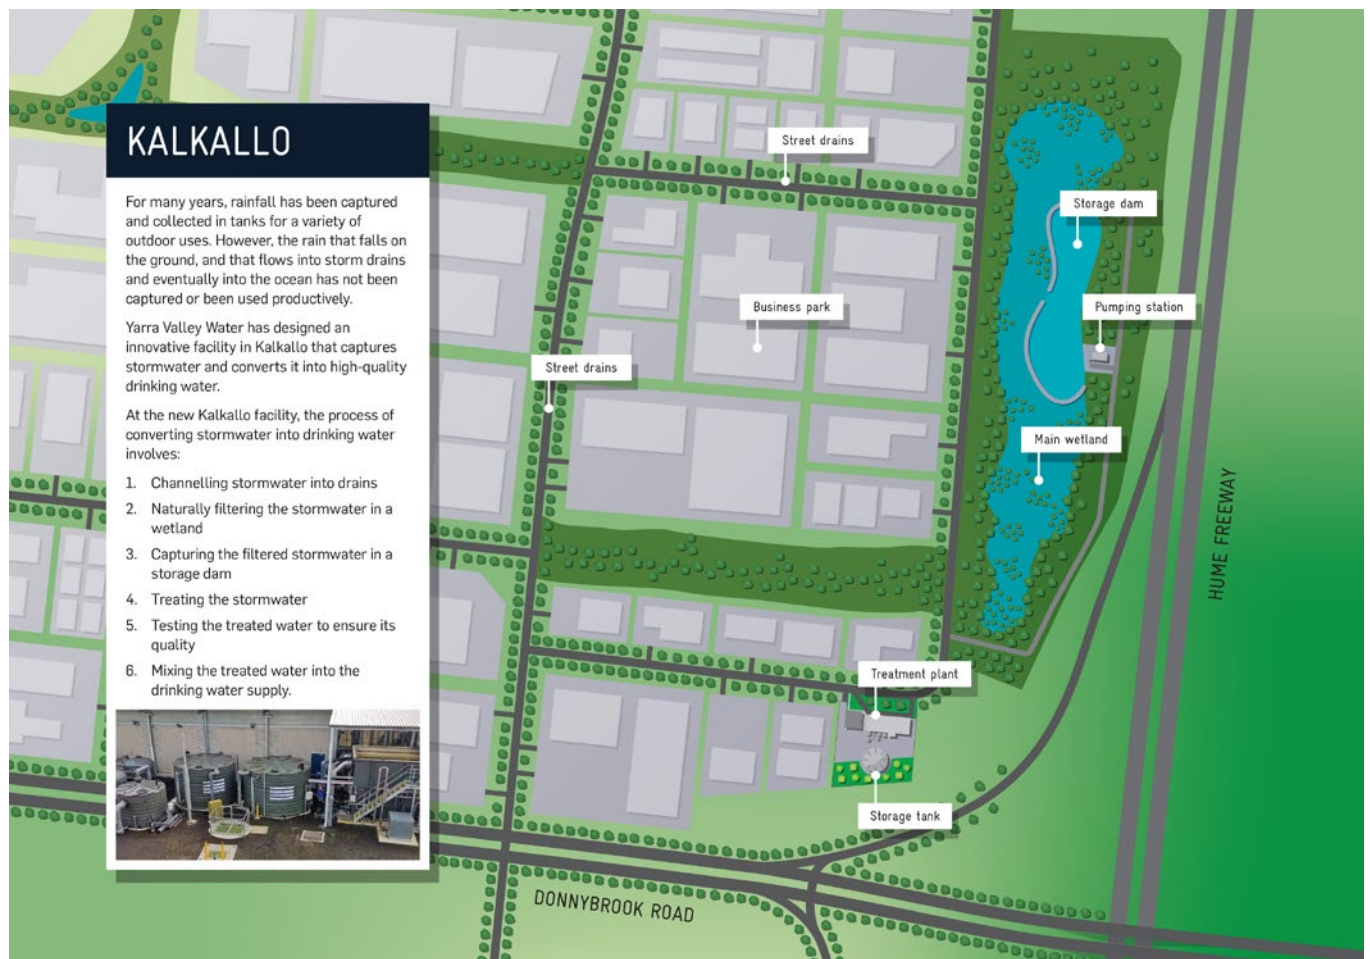 KALKALLO
For many years, rainfall has been captured
and collected in tanks for a variety of
outdoor uses. However, the rain that falls on
the ground, and that flows into storm drains
and eventually into the ocean has not been
captured or been used productively.
Yarra Valley Water has designed an
innovative facility in Kalkallo that captures
stormwater and converts it into high-quality
drinking water.
At the new Kalkallo facility, the process of
converting stormwater into drinking water
involves:
1. Channelling stormwater into drains
2. Naturally filtering the stormwater in a
wetland
3. Capturing the filtered stormwater in a
storage dam
4. Treating the stormwater
5. Testing the treated water to ensure its
quality
6. Mixing the treated water into the
drinking water supply.
Street drains
Storage dam
Business park
Pumping station
Street drains
Main wetland
HUME FREEWAY
Treatment plant
Storage tank
DONNYBROOK ROAD